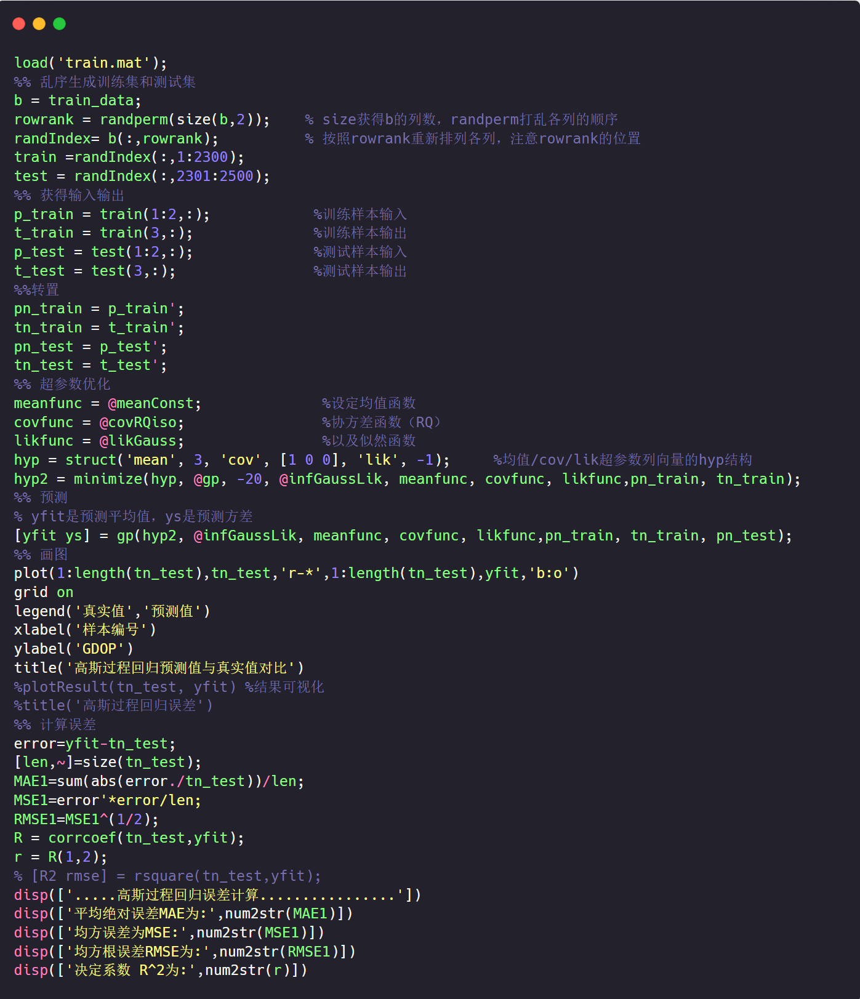 load('train.mat');
%% 乱序生成训练集和测试集
b = train_data;
rowrank = randperm(size(b,2));    % size获得b的列数，randperm打乱各列的顺序
randIndex= b(:,rowrank);          % 按照rowrank重新排列各列，注意rowrank的位置
train =randIndex(:,1:2300);
test = randIndex(:,2301:2500);
%% 获得输入输出
p_train = train(1:2,:);            %训练样本输入
t_train = train(3,:);              %训练样本输出
p_test = test(1:2,:);              %测试样本输入
t_test = test(3,:);                %测试样本输出
%%转置
pn_train = p_train';
tn_train = t_train';
pn_test = p_test';
tn_test = t_test';
%% 超参数优化
meanfunc = @meanConst;              %设定均值函数
covfunc = @covRQiso;                %协方差函数（RQ）
likfunc = @likGauss;                %以及似然函数
hyp = struct('mean', 3, 'cov', [1 0 0], 'lik', -1);     %均值/cov/lik超参数列向量的hyp结构
hyp2 = minimize(hyp, @gp, -20, @infGaussLik, meanfunc, covfunc, likfunc,pn_train, tn_train);
%% 预测
% yfit是预测平均值，ys是预测方差
[yfit ys] = gp(hyp2, @infGaussLik, meanfunc, covfunc, likfunc,pn_train, tn_train, pn_test);
%% 画图
plot(1:length(tn_test),tn_test,'r-*',1:length(tn_test),yfit,'b:o')
grid on
legend('真实值','预测值')
xlabel('样本编号')
ylabel('GDOP')
title('高斯过程回归预测值与真实值对比')
%plotResult(tn_test, yfit) %结果可视化
%title('高斯过程回归误差')
%% 计算误差
error=yfit-tn_test;
[len,~]=size(tn_test);
MAE1=sum(abs(error./tn_test))/len;
MSE1=error'*error/len;
RMSE1=MSE1^(1/2);
R = corrcoef(tn_test,yfit);
r = R(1,2);
% [R2 rmse] = rsquare(tn_test,yfit);
disp(['.....高斯过程回归误差计算................'])
disp(['平均绝对误差MAE为:',num2str(MAE1)])
disp(['均方误差为MSE:',num2str(MSE1)])
disp(['均方根误差RMSE为:',num2str(RMSE1)])
disp(['决定系数 R^2为:',num2str(r)])